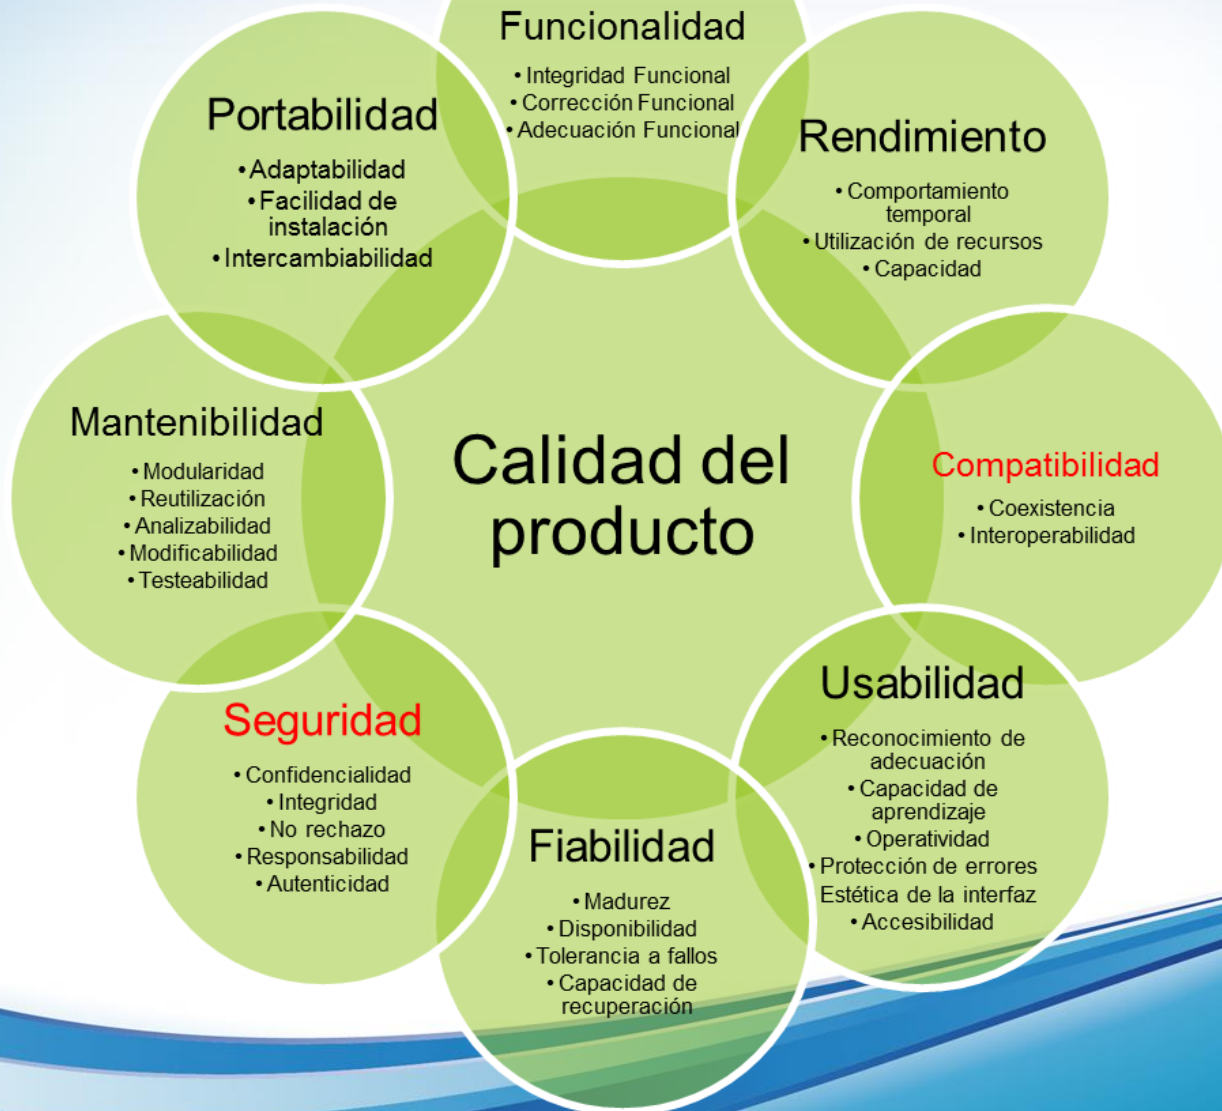 Funcionalidad
• Integridad Funcional
• Corrección Funcional
• Adecuación Funcional
Portabilidad
• Adaptabilidad
• Facilidad de
instalación
• Intercambiabilidad
Rendimiento
• Comportamiento
temporal
• Utilización de recursos
• Capacidad
Mantenibilidad
• Modularidad
• Reutilización
• Analizabilidad
• Modificabilidad
• Testeabilidad
Calidad del
producto
Compatibilidad
• Coexistencia
• Interoperabilidad
Seguridad
• Confidencialidad
• Integridad
• No rechazo
• Responsabilidad
• Autenticidad
Usabilidad
• Reconocimiento de
adecuación
• Capacidad de
aprendizaje
• Operatividad
• Protección de errores
Estética de la interfaz
• Accesibilidad
Fiabilidad
• Madurez
• Disponibilidad
• Tolerancia a fallos
• Capacidad de
recuperación